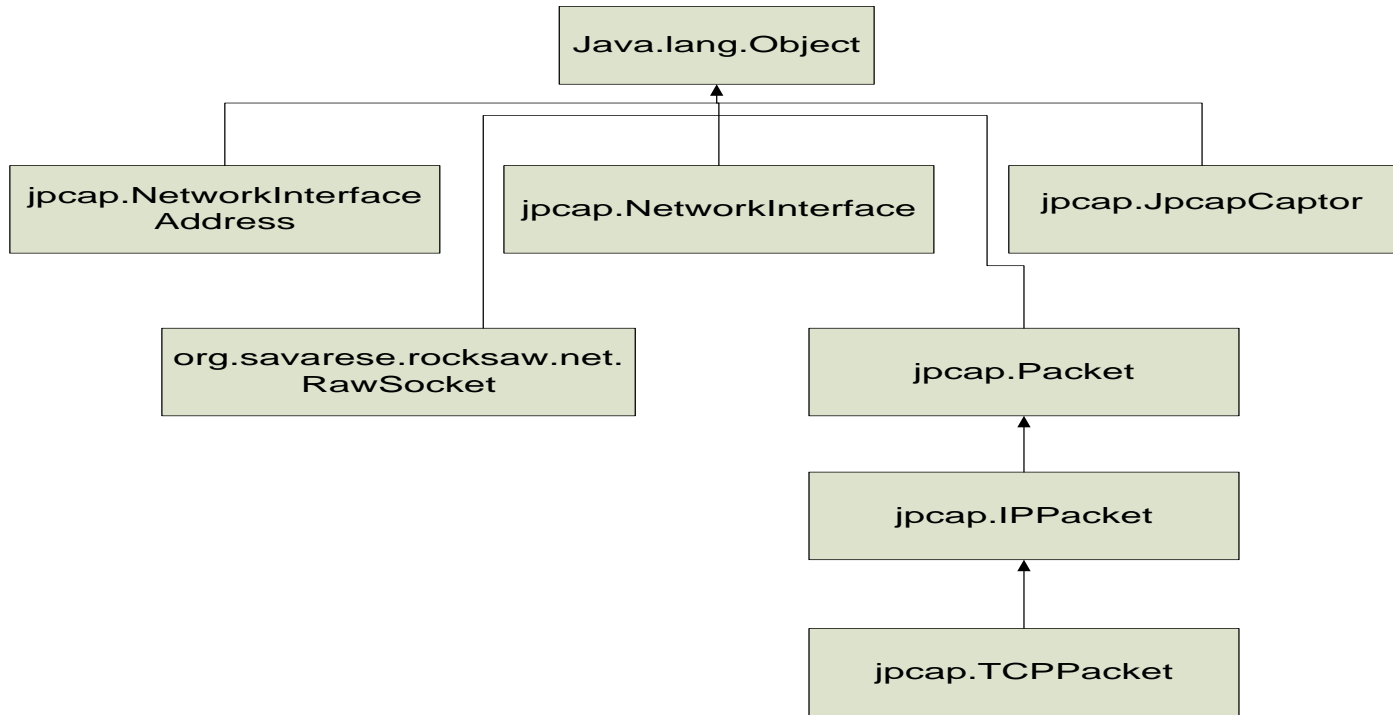 Java.lang.Object
jpcap.NetworkInterface
Address
jpcap.NetworkInterface
jpcap.JpcapCaptor
org.savarese.rocksaw.net.
RawSocket
jpcap.Packet
jpcap.IPPacket
jpcap.TCPPacket